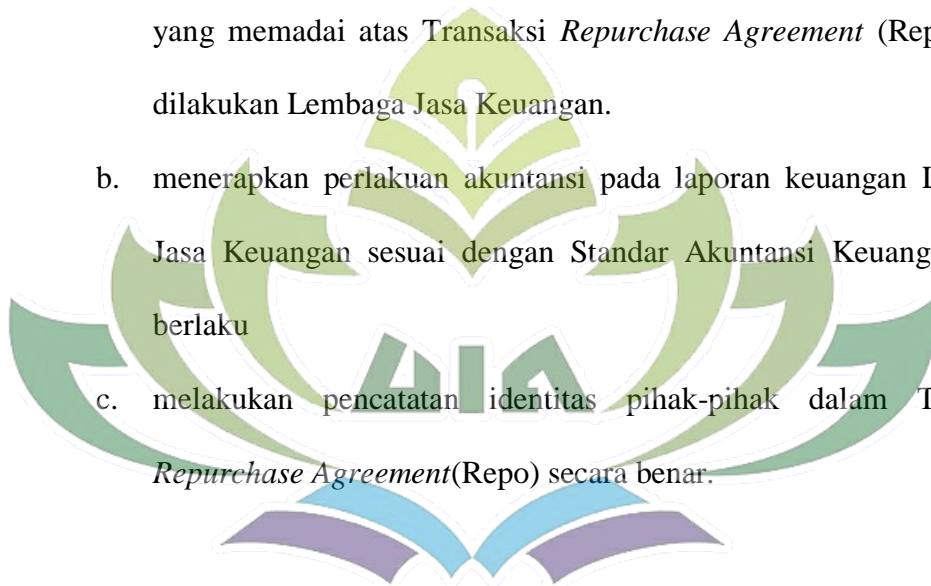 yang memadai atas Transaksi Repurchase Agreement (Rep
dilakukan Lembaga Jasa Keuangan.
b. menerapkan perlakuan akuntansi pada laporan keuangan
Jasa Keuangan sesuai dengan Standar Akuntansi Keuang
berlaku
c. melakukan pencatatan identitas pihak-pihak dalam T
Repurchase Agreement(Repo) secara benar.